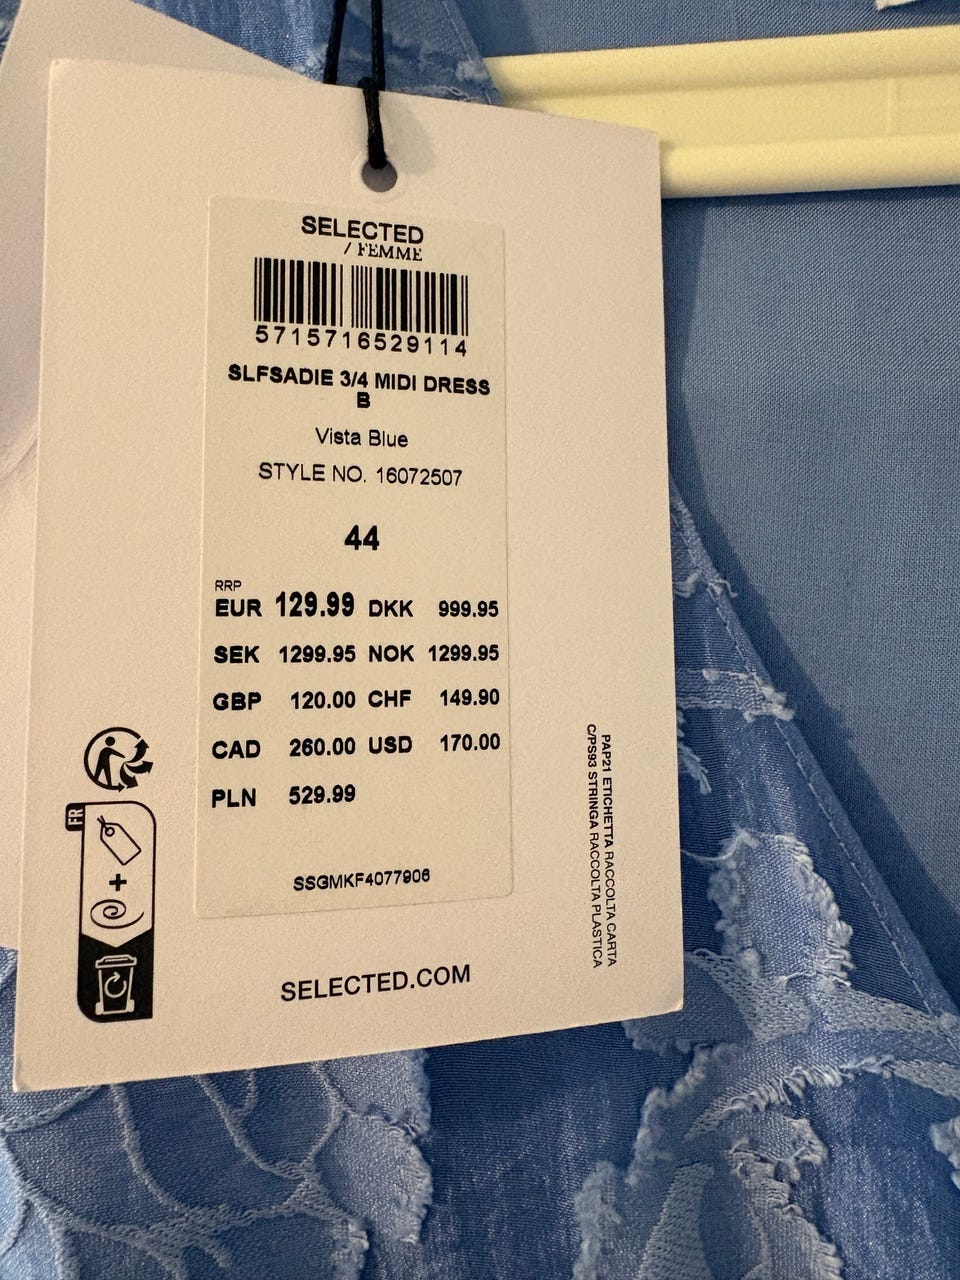 SELECTED
/ FEMME
5715716529114
SLFSADIE 3/4 MIDI DRESS
B
Vista Blue
STYLE NO. 16072507
44
RRP
EUR 129.99 DKK 999.95
SEK 1299.95 NOK 1299.95
GBP 120.00 CHF 149.90
CAD 260.00 USD 170.00
PLN 529.99
SSGMKF4077906
SELECTED.COM
FR
+
PAP21 ETICHETTA RACCOLTA CARTA
C/PS93 STRINGA RACCOLTA PLASTICA